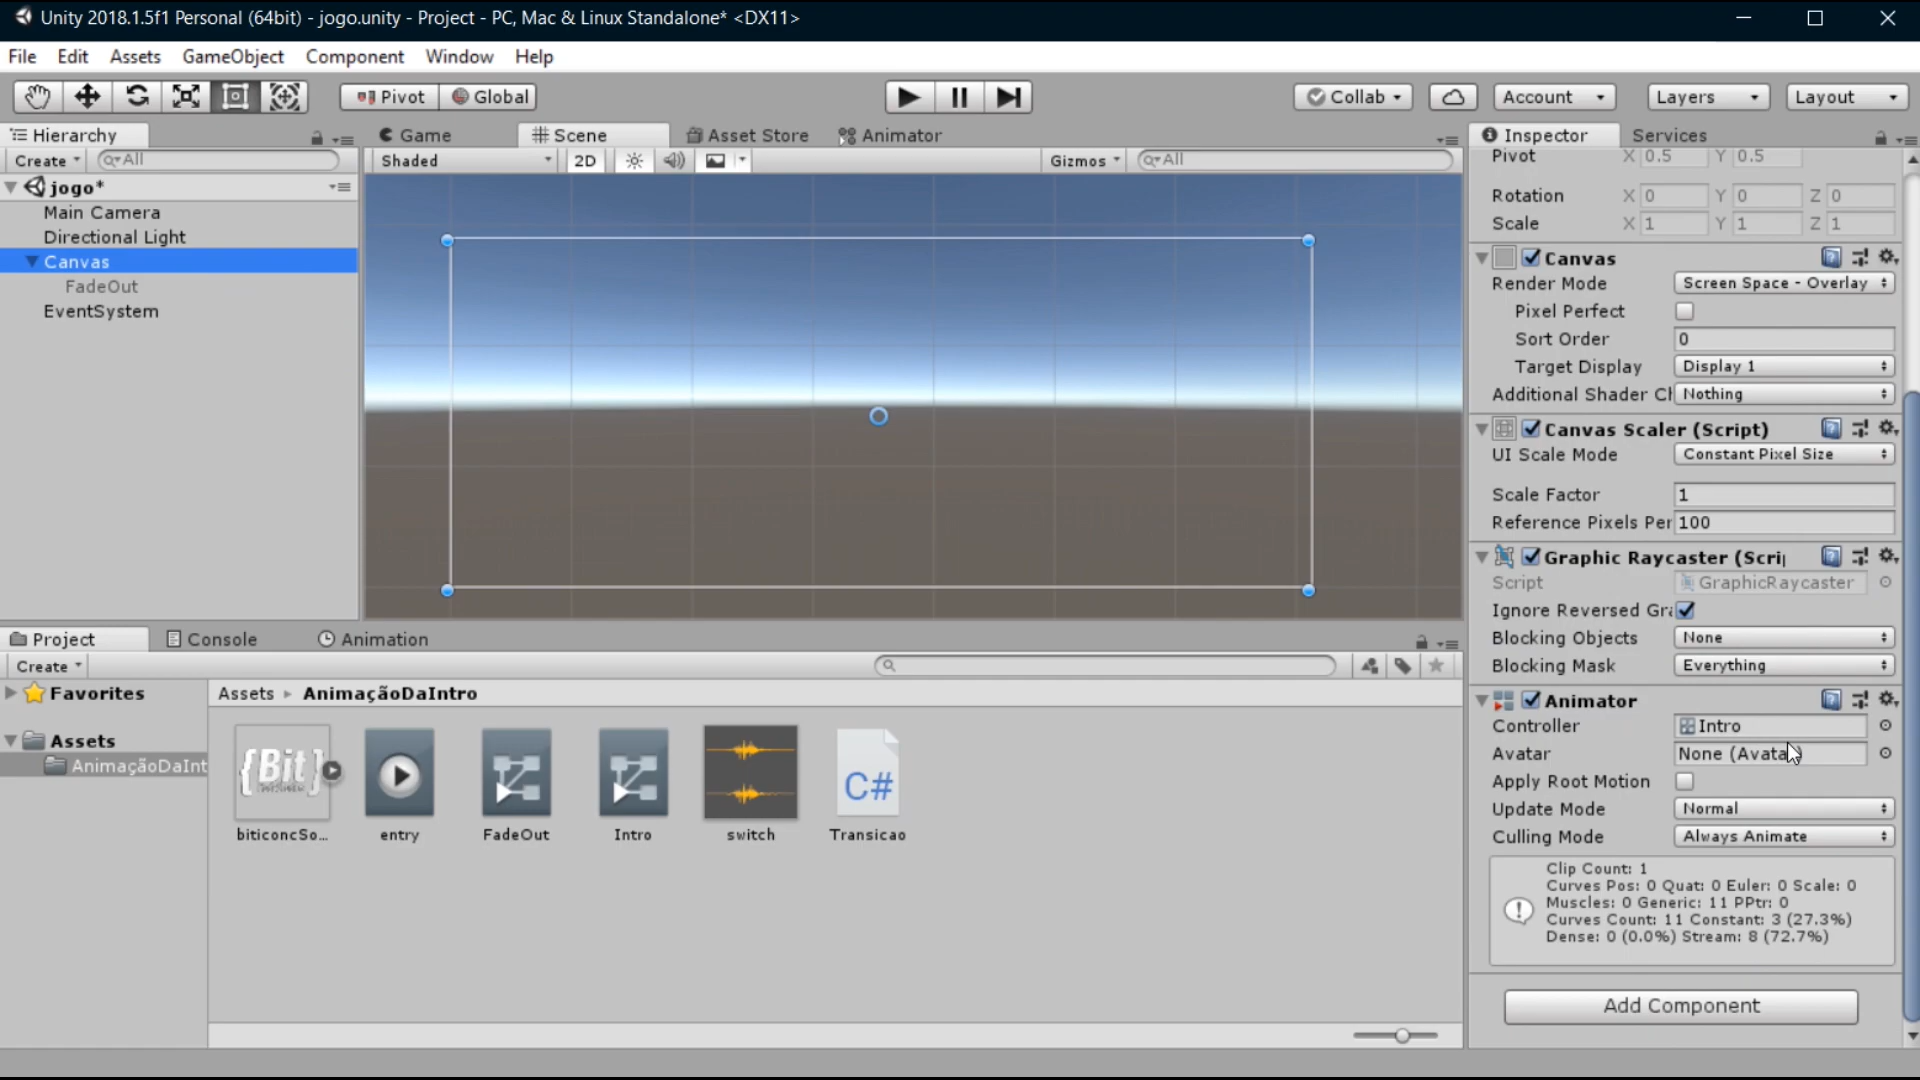 Unity 2018.1.5f1 Personal (64bit) - jogo.unity - Project - PC, Mac & Linux Standalone* <DX11>
File Edit Assets GameObject Component Window Help
Pivot Global Collab Account Layers Layout
Hierarchy Game Scene Asset Store Animator Inspector Services
Create All Shaded 2D Gizmos All
jogo*
Main Camera
Directional Light
Canvas
FadeOut
EventSystem
Pivot X 0.5 Y 0.5
Rotation X 0 Y 0 Z 0
Scale X 1 Y 1 Z 1
Canvas
Render Mode Screen Space - Overlay
Pixel Perfect
Sort Order 0
Target Display Display 1
Additional Shader Cl Nothing
Canvas Scaler (Script)
UI Scale Mode Constant Pixel Size
Scale Factor 1
Reference Pixels Per 100
Graphic Raycaster (Scri
Script GraphicRaycaster
Ignore Reversed Gra
Blocking Objects None
Blocking Mask Everything
Animator
Controller Intro
Avatar None (Avatar)
Apply Root Motion
Update Mode Normal
Culling Mode Always Animate
Clip Count: 1
Curves Pos: 0 Quat: 0 Euler: 0 Scale: 0
Muscles: 0 Generic: 11 PPtr: 0
Curves Count: 11 Constant: 3 (27.3%)
Dense: 0 (0.0%) Stream: 8 (72.7%)
Add Component
Project Console Animation
Create
Favorites
Assets
AnimaçãoDaInt
Assets AnimaçãoDaIntro
{Bit}
C#
biticoncSo... entry FadeOut Intro switch Transicao